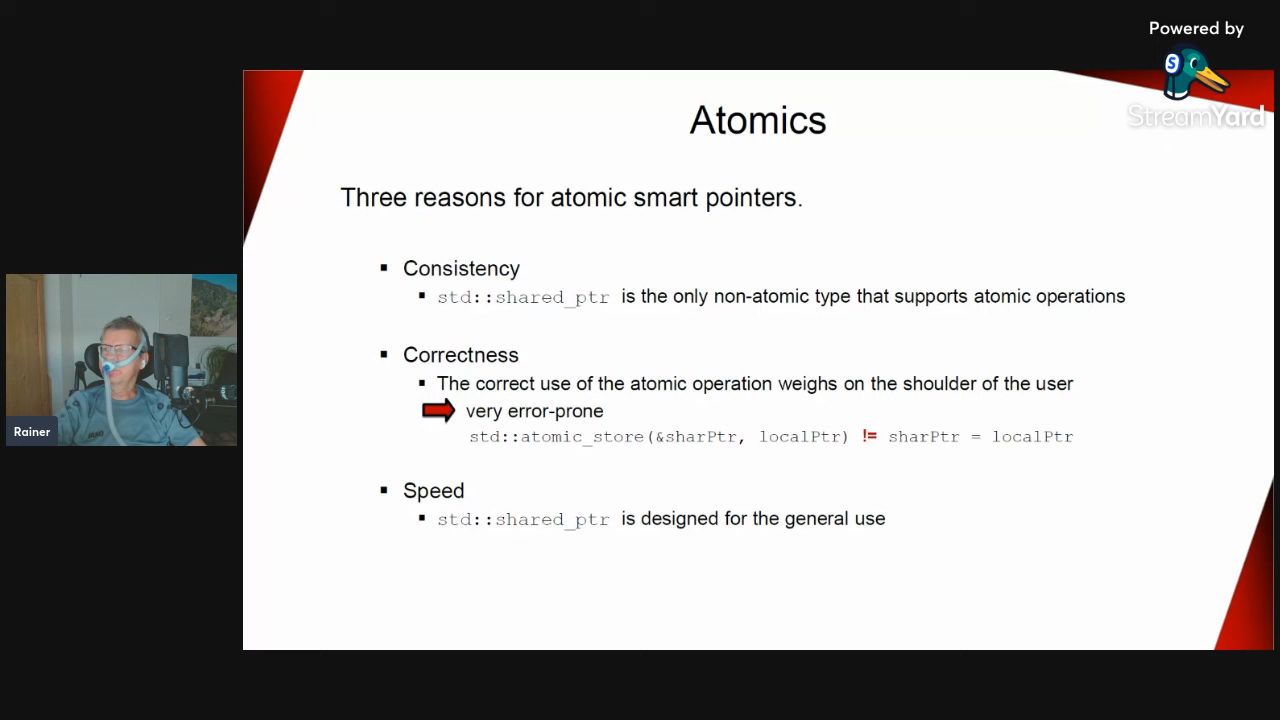 Powered by
StreamYard
Atomics
Three reasons for atomic smart pointers.
▪ Consistency
▪ std::shared_ptr is the only non-atomic type that supports atomic operations
▪ Correctness
▪ The correct use of the atomic operation weighs on the shoulder of the user
very error-prone
std::atomic_store(&sharPtr, localPtr) != sharPtr = localPtr
▪ Speed
▪ std::shared_ptr is designed for the general use
Rainer